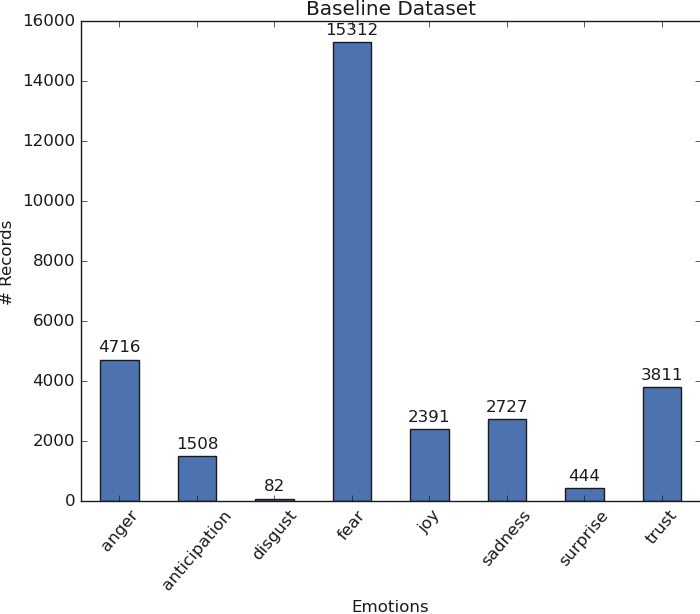 Baseline Dataset
# Records
16000
14000
12000
10000
8000
6000
4000
2000
0
4716
1508
82
15312
2391
2727
444
3811
anger
anticipation
disgust
fear
joy
sadness
surprise
trust
Emotions